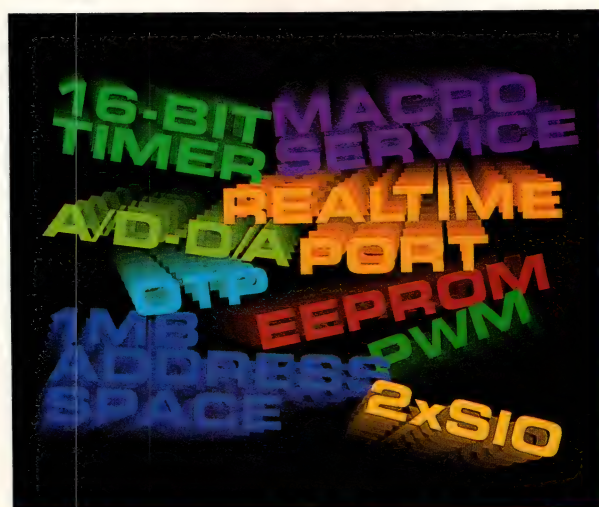 16-BIT
TIMER
MACRO
SERVICE
REALTIME
PORT
A/D-D/A
OTP
EEPROM
PWM
1MB
ADDRESS
SPACE
2xSIO